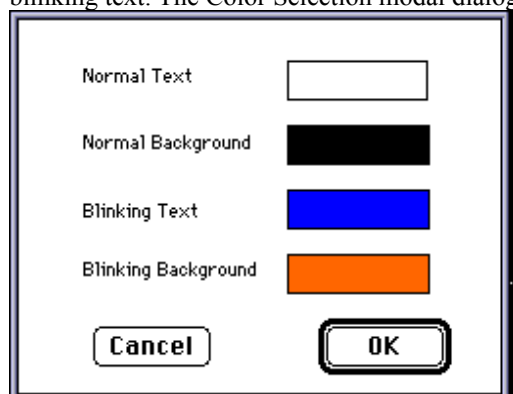 blinking text. The Color Selection modal dialog
Normal Text
Normal Background
Blinking Text
Blinking Background
Cancel OK